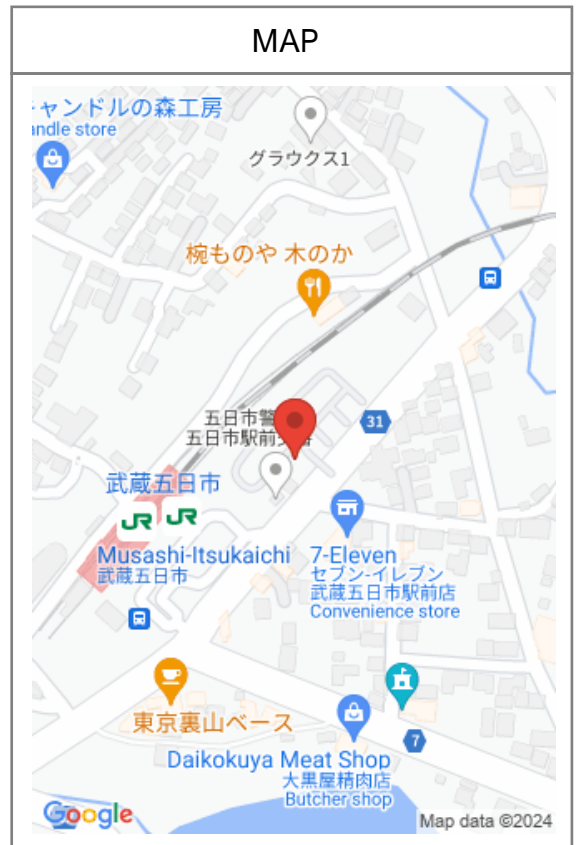 MAP
ャンドルの森工房
andle store
グラウクス1
椀ものや 木のか
31
五日市警
五日市駅前
武蔵五日市
JR JR
Musashi-Itsukaichi
武蔵五日市
7-Eleven
セブン-イレブン
武蔵五日市駅前店
Convenience store
東京裏山ベース
7
Daikokuya Meat Shop
大黒屋精肉店
Butcher shop
Google
Map data ©2024